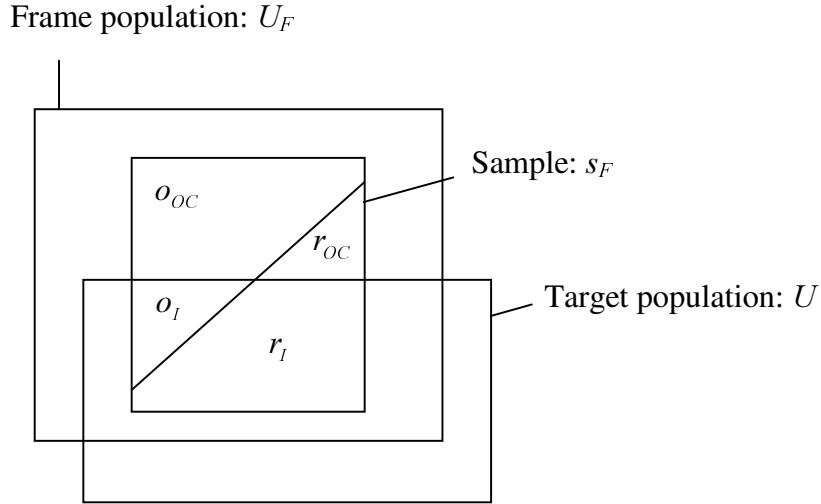 Frame population: U_F
Sample: s_F
o_OC
r_OC
Target population: U
o_I
r_I